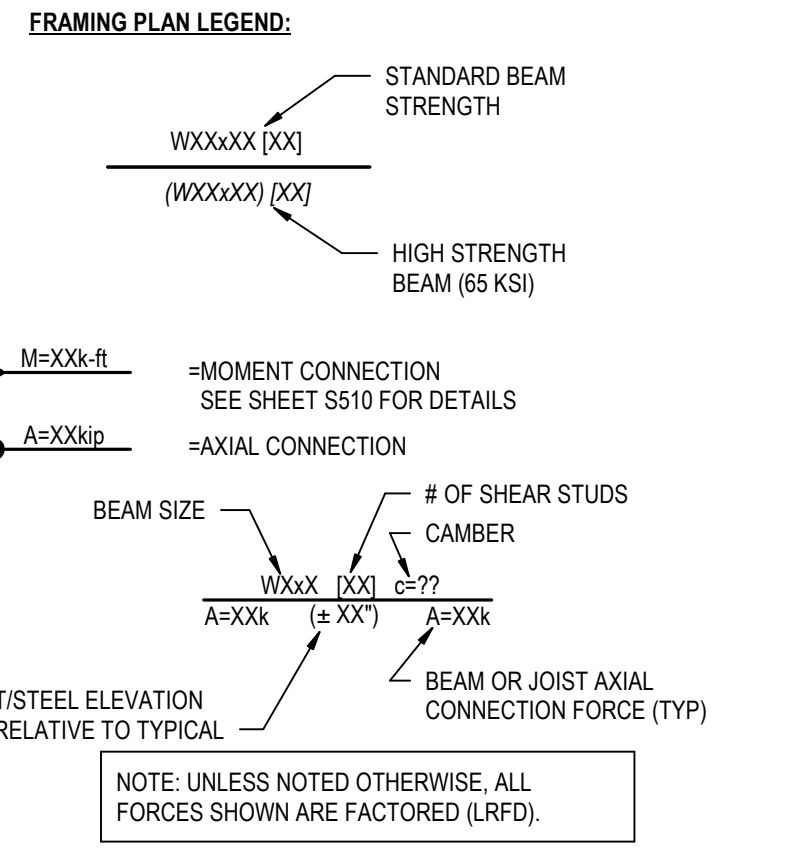 FRAMING PLAN LEGEND:
STANDARD BEAM
STRENGTH
WXXxXX [XX]
(WXXxXX) [XX]
HIGH STRENGTH
BEAM (65 KSI)
M=XXk-ft
=MOMENT CONNECTION
SEE SHEET S510 FOR DETAILS
A=XXkip
=AXIAL CONNECTION
# OF SHEAR STUDS
BEAM SIZE
CAMBER
WXxX [XX] c=??
A=XXk (± XX") A=XXk
T/STEEL ELEVATION
RELATIVE TO TYPICAL
BEAM OR JOIST AXIAL
CONNECTION FORCE (TYP)
NOTE: UNLESS NOTED OTHERWISE, ALL
FORCES SHOWN ARE FACTORED (LRFD).